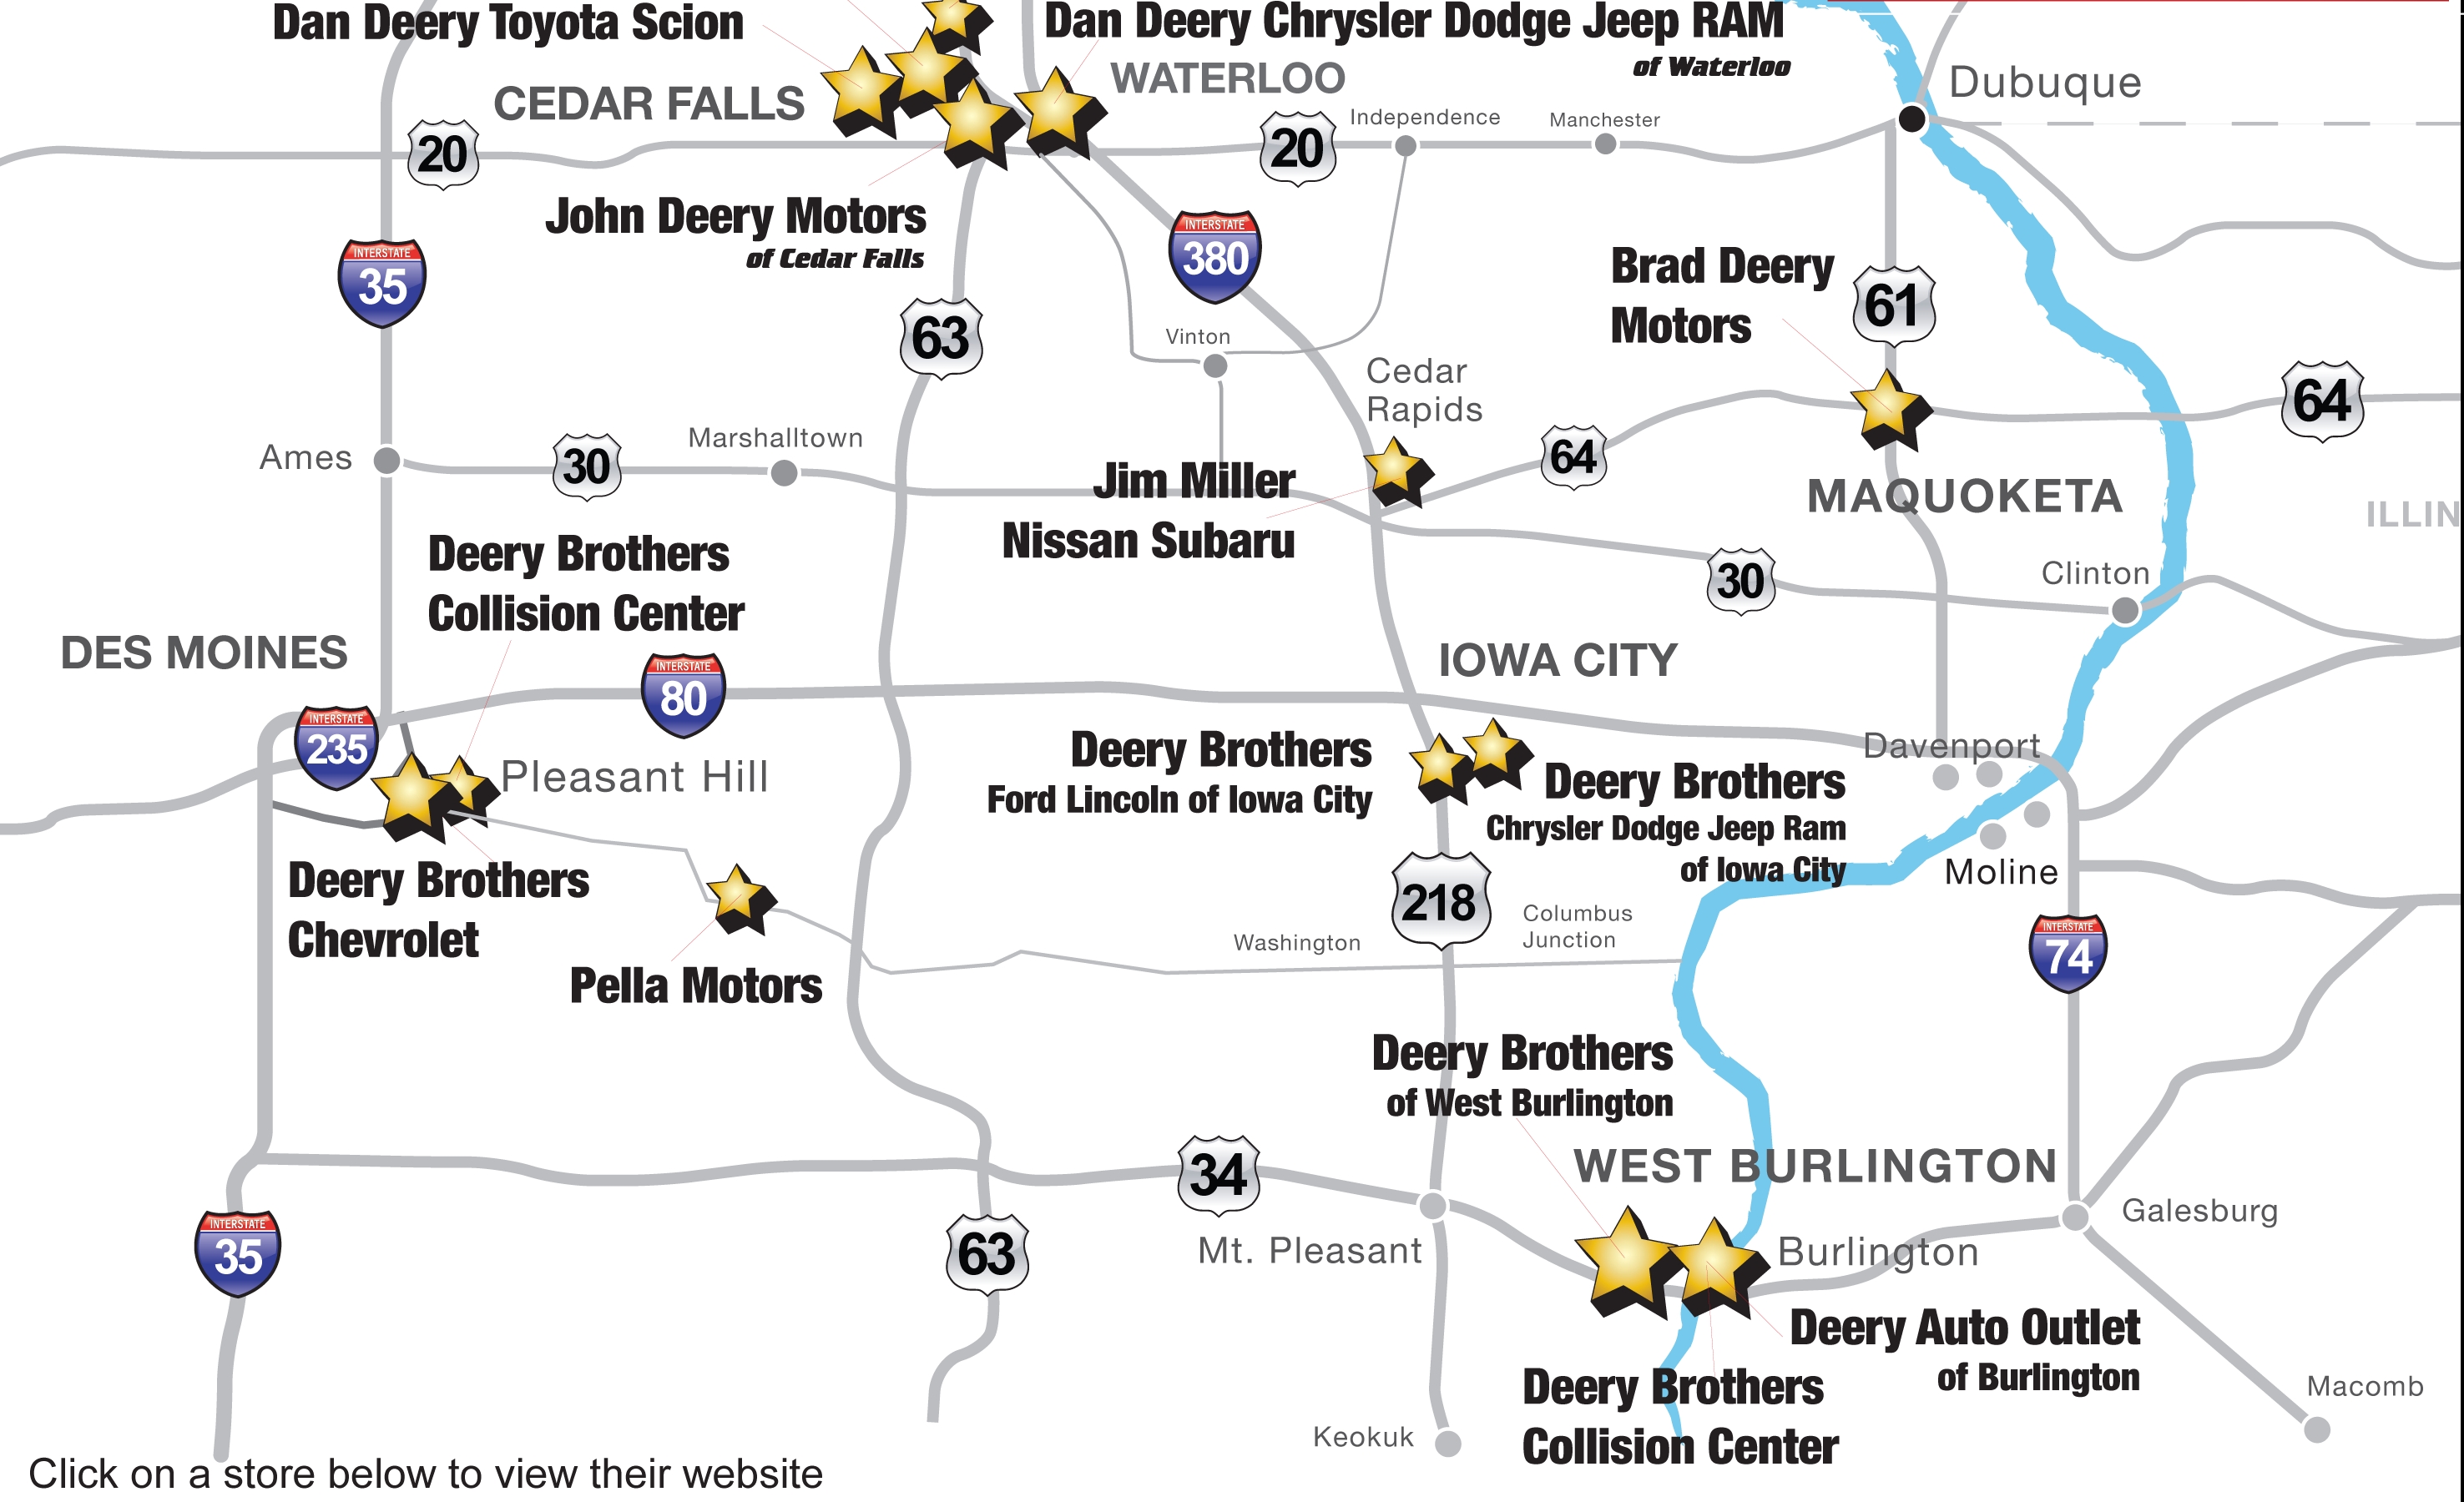 Dan Deery Toyota Scion
Dan Deery Chrysler Dodge Jeep RAM
of Waterloo
CEDAR FALLS
WATERLOO
Dubuque
20
20
Independence
Manchester
John Deery Motors
of Cedar Falls
INTERSTATE
35
INTERSTATE
380
63
Brad Deery
Motors
61
Vinton
Cedar
Rapids
64
64
Ames
30
Marshalltown
Jim Miller
Nissan Subaru
MAQUOKETA
ILLIN
Deery Brothers
Collision Center
30
Clinton
DES MOINES
INTERSTATE
80
IOWA CITY
INTERSTATE
235
Pleasant Hill
Deery Brothers
Ford Lincoln of Iowa City
Deery Brothers
Chrysler Dodge Jeep Ram
of Iowa City
Davenport
Moline
Deery Brothers
Chevrolet
Pella Motors
218
Washington
Columbus
Junction
INTERSTATE
74
Deery Brothers
of West Burlington
WEST BURLINGTON
34
INTERSTATE
35
63
Mt. Pleasant
Burlington
Galesburg
Deery Auto Outlet
of Burlington
Deery Brothers
Collision Center
Keokuk
Macomb
Click on a store below to view their website